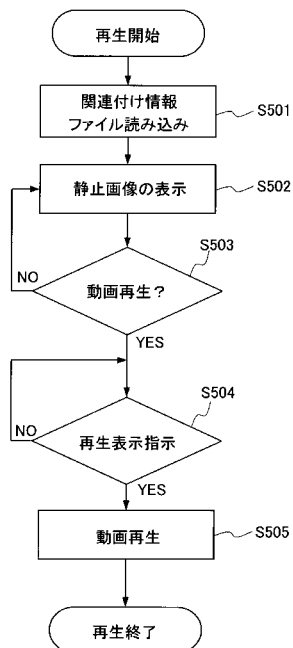 再生開始
関連付け情報
ファイル読み込み
S501
静止画像の表示
S502
S503
動画再生？
NO
YES
S504
再生表示指示
NO
YES
動画再生
S505
再生終了